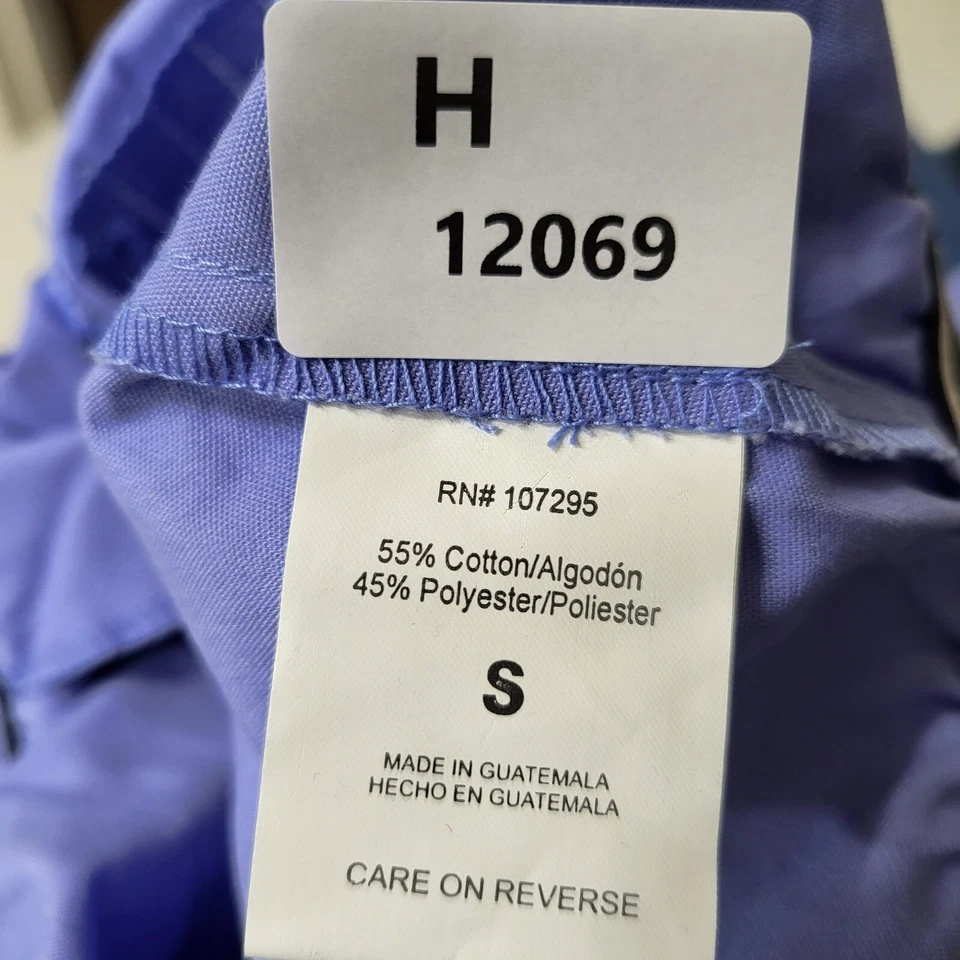 H
12069
RN# 107295
55% Cotton/Algodón
45% Polyester/Poliester
S
MADE IN GUATEMALA
HECHO EN GUATEMALA
CARE ON REVERSE